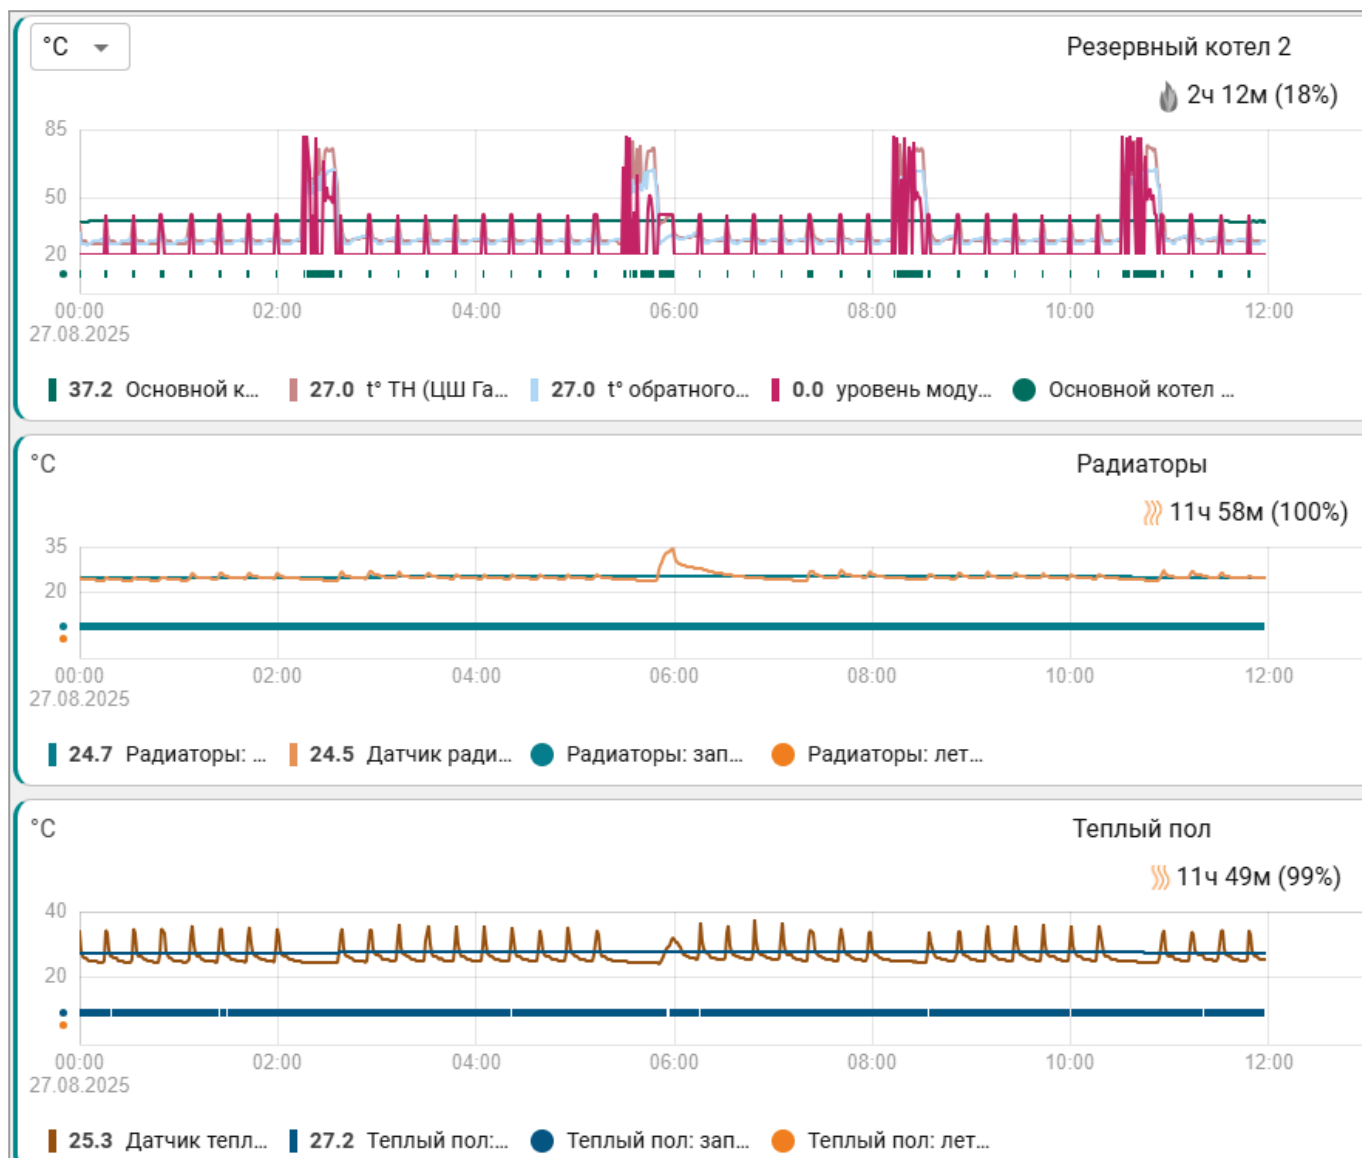 °C
Резервный котел 2
2ч 12м (18%)
85
50
20
00:00 02:00 04:00 06:00 08:00 10:00 12:00
27.08.2025
37.2 Основной к... 27.0 t° ТН (ЦШ Га... 27.0 t° обратного... 0.0 уровень моду... Основной котел ...
°C
Радиаторы
11ч 58м (100%)
35
20
00:00 02:00 04:00 06:00 08:00 10:00 12:00
27.08.2025
24.7 Радиаторы: ... 24.5 Датчик ради... Радиаторы: зап... Радиаторы: лет...
°C
Теплый пол
11ч 49м (99%)
40
20
00:00 02:00 04:00 06:00 08:00 10:00 12:00
27.08.2025
25.3 Датчик тепл... 27.2 Теплый пол:... Теплый пол: зап... Теплый пол: лет...